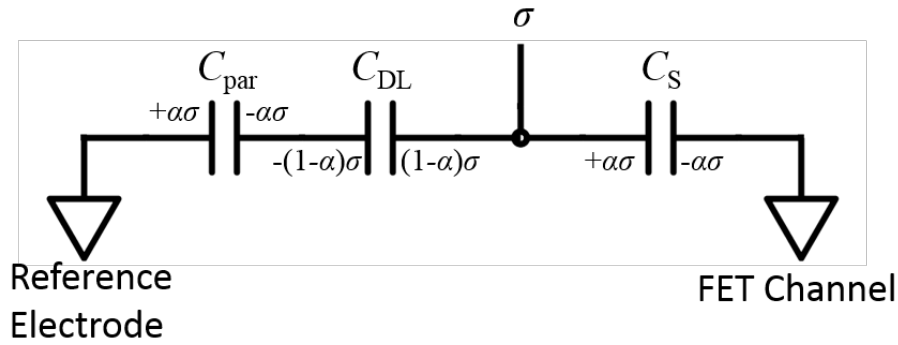 σ
C_par C_DL C_S
+ασ -ασ
-(1-α)σ (1-α)σ +ασ -ασ
Reference
Electrode
FET Channel